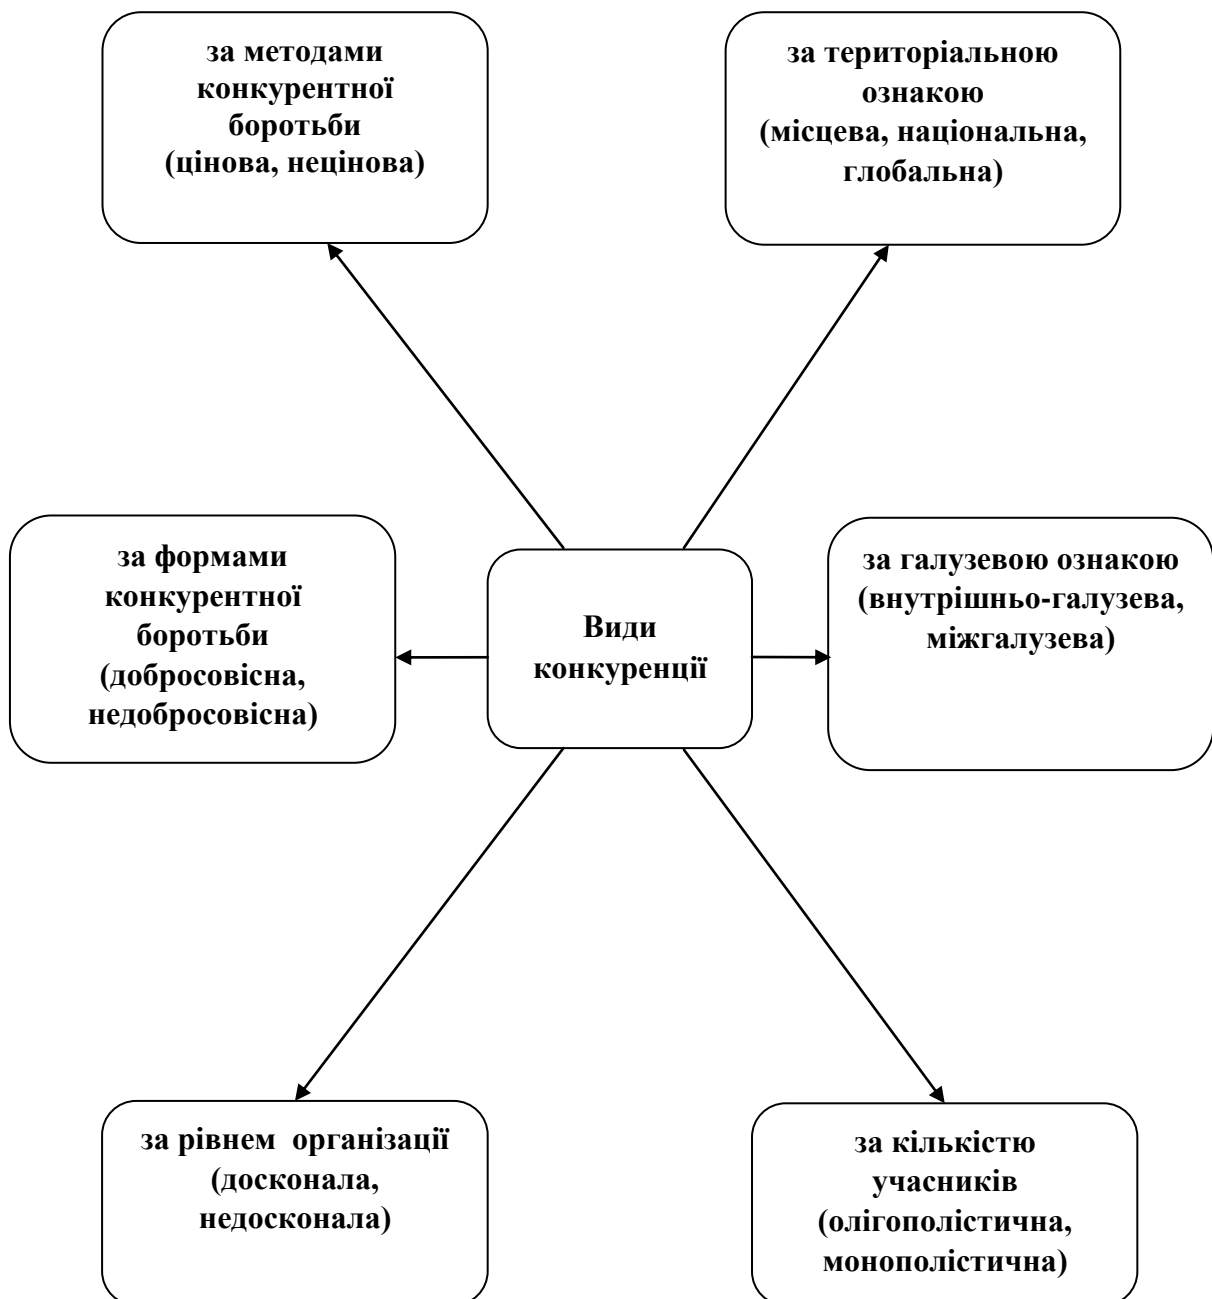 за методами
конкурентної
боротьби
(цінова, нецінова)
за територіальною
ознакою
(місцева, національна,
глобальна)
за формами
конкурентної
боротьби
(добросовісна,
недобросовісна)
Види
конкуренції
за галузевою ознакою
(внутрішньо-галузева,
міжгалузева)
за рівнем організації
(досконала,
недосконала)
за кількістю
учасників
(олігополістична,
монополістична)